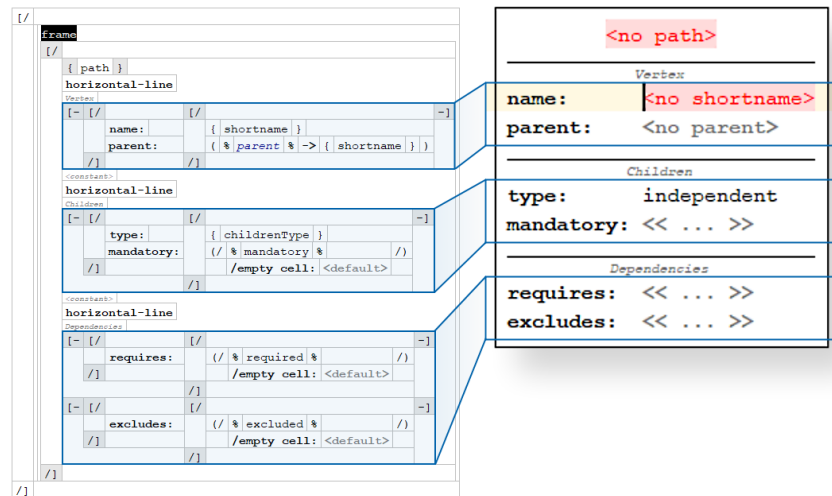 [/
frame
[/
{ path }
horizontal-line
Vertex
[- [/ [/ -]
name: { shortname }
parent: ( % parent % -> { shortname } )
/] /]
<constant>
horizontal-line
Children
[- [/ [/ -]
type: { childrenType }
mandatory: (/ % mandatory % /)
/] /empty cell: <default>
/]
<constant>
horizontal-line
Dependencies
[- [/ [/ -]
requires: (/ % required % /)
/] /empty cell: <default>
/]
[- [/ [/ -]
excludes: (/ % excluded % /)
/] /empty cell: <default>
/]
/]
/]
<no path>
Vertex
name: <no shortname>
parent: <no parent>
Children
type: independent
mandatory: << ... >>
Dependencies
requires: << ... >>
excludes: << ... >>